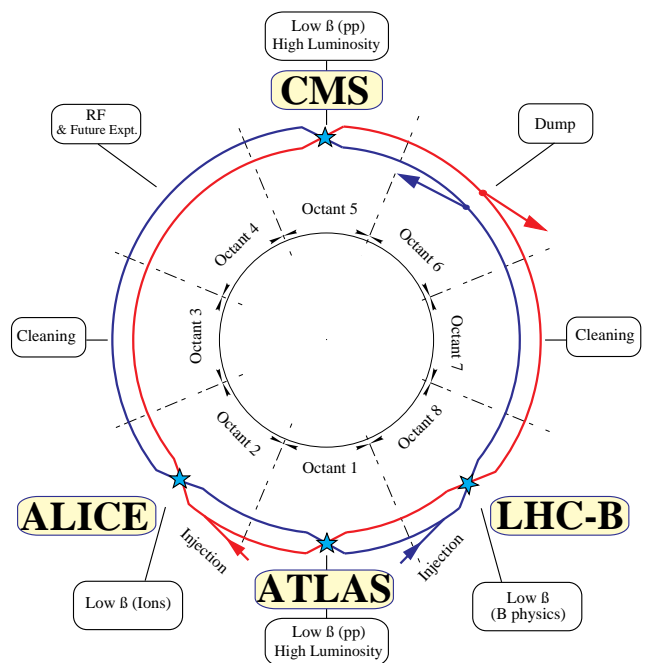 Low ß (pp)
High Luminosity
CMS
RF
& Future Expt.
Dump
Octant 5
Octant 4
Octant 6
Cleaning
Octant 3
Octant 7
Cleaning
Octant 2
Octant 8
Octant 1
ALICE
LHC-B
Injection
Injection
ATLAS
Low ß (Ions)
Low ß
(B physics)
Low ß (pp)
High Luminosity